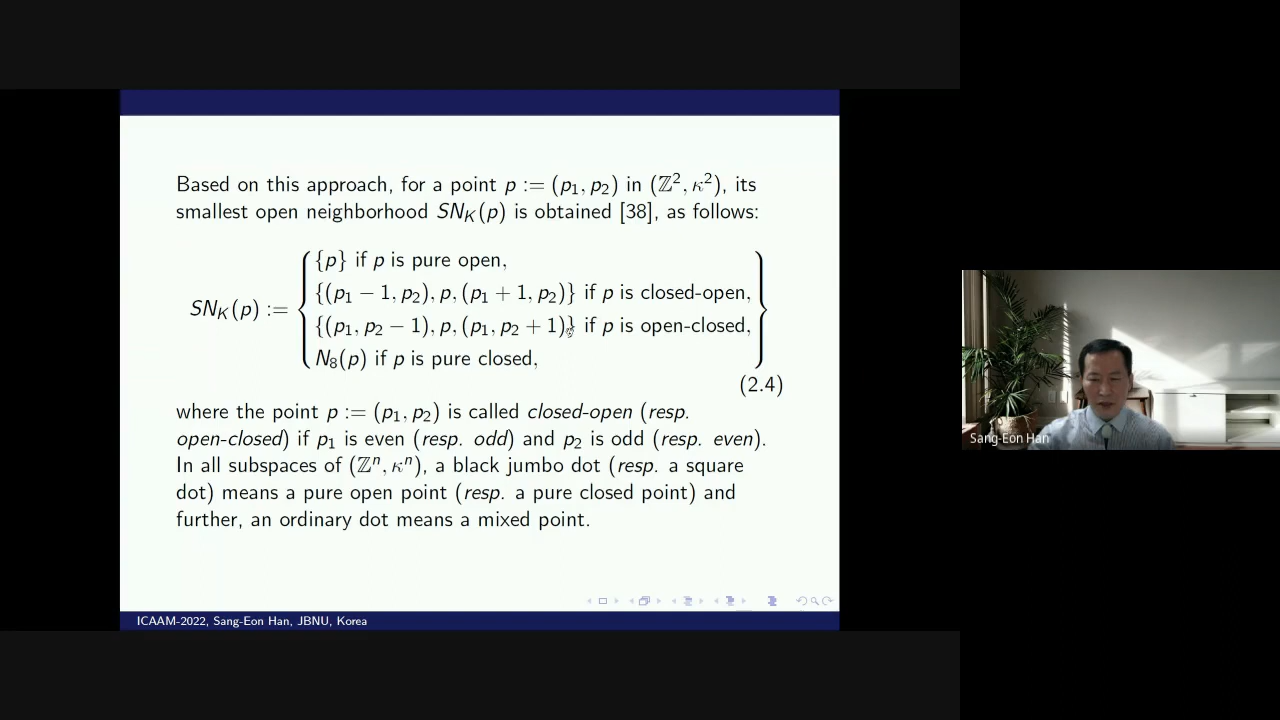 Based on this approach, for a point p := (p₁, p₂) in (ℤ², κ²), its
smallest open neighborhood SN_K(p) is obtained [38], as follows:
SN_K(p) :=
{p} if p is pure open,
{(p₁ − 1, p₂), p, (p₁ + 1, p₂)} if p is closed-open,
{(p₁, p₂ − 1), p, (p₁, p₂ + 1)} if p is open-closed,
N₈(p) if p is pure closed,
(2.4)
where the point p := (p₁, p₂) is called closed-open (resp.
open-closed) if p₁ is even (resp. odd) and p₂ is odd (resp. even).
In all subspaces of (ℤⁿ, κⁿ), a black jumbo dot (resp. a square
dot) means a pure open point (resp. a pure closed point) and
further, an ordinary dot means a mixed point.
ICAAM-2022, Sang-Eon Han, JBNU, Korea
Sang-Eon Han